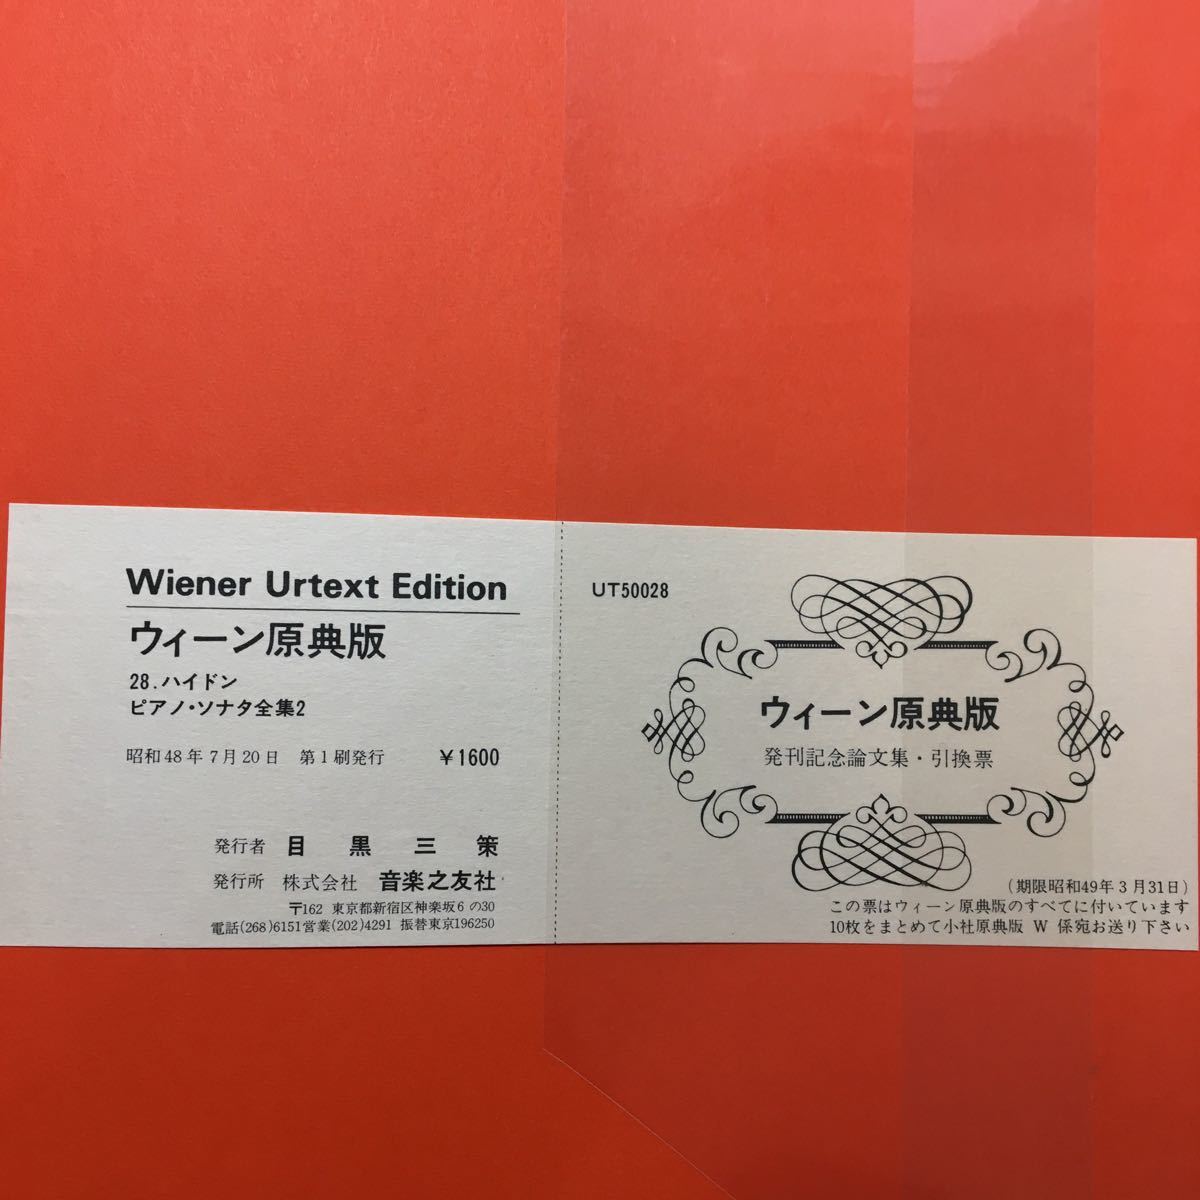 Wiener Urtext Edition
ウィーン原典版
28.ハイドン
ピアノ・ソナタ全集2
昭和48年7月20日 第1刷発行 ¥1600
発行者 目黒三策
発行所 株式会社 音楽之友社
〒162 東京都新宿区神楽坂6の30
電話(268)6151営業(202)4291 振替東京196250
UT50028
ウィーン原典版
発刊記念論文集・引換票
(期限昭和49年3月31日)
この票はウィーン原典版のすべてに付いています
10枚をまとめて小社原典版 W 係宛お送り下さい